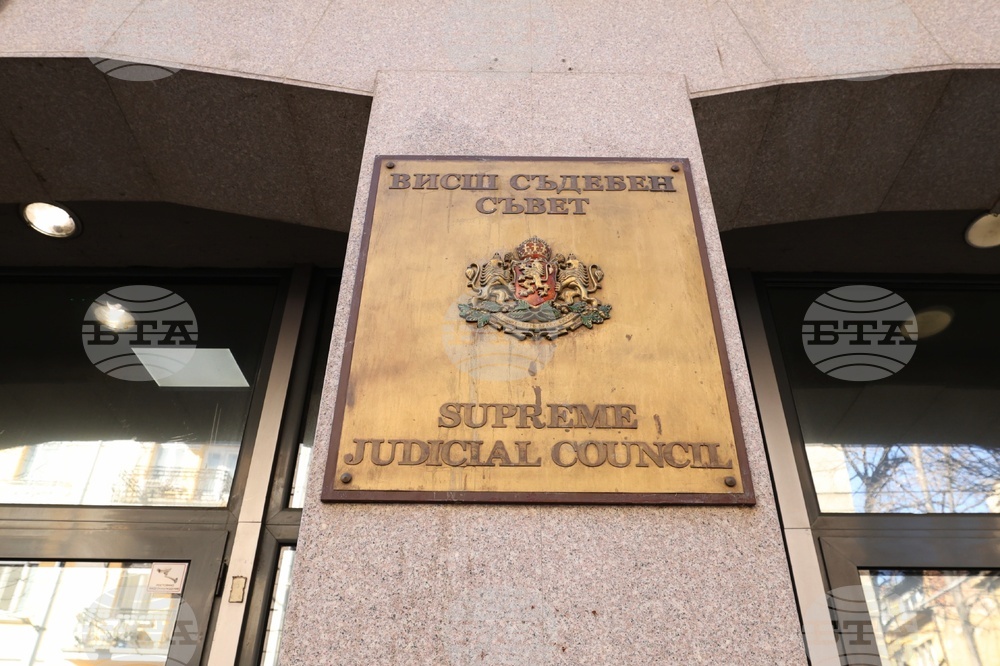 ВИСШ СЪДЕБЕН
СЪВЕТ
SUPREME
JUDICIAL COUNCIL
БТА
БТА